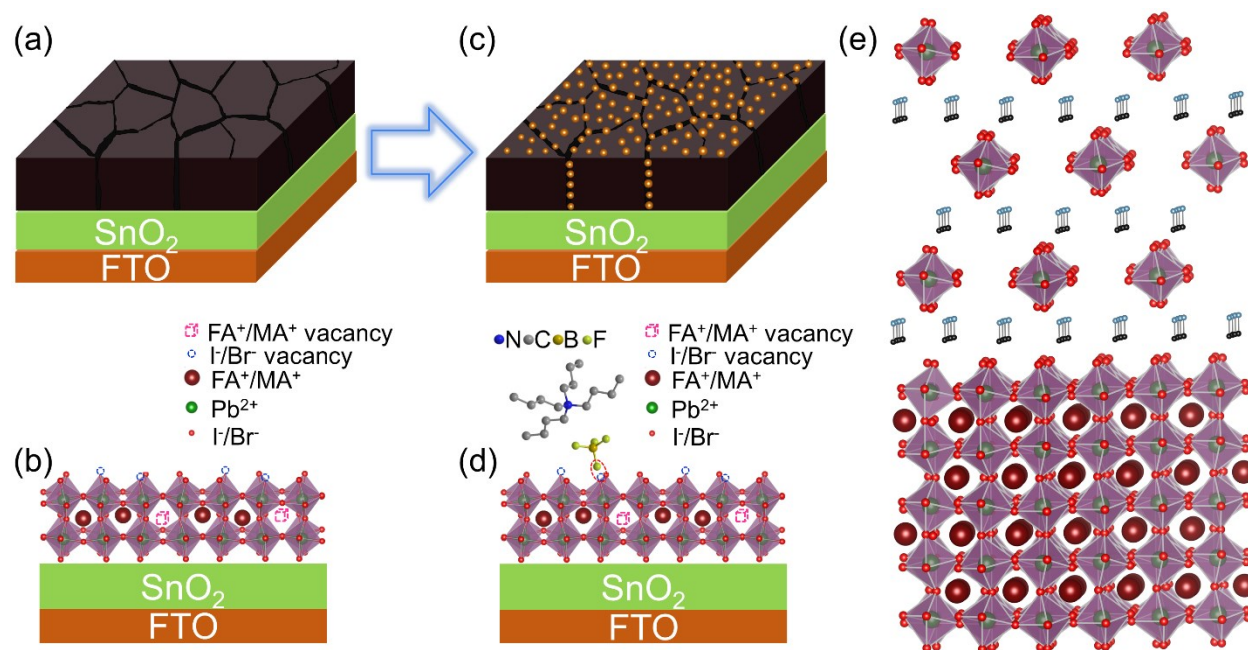 (a)
SnO₂
FTO
(c)
SnO₂
FTO
(e)
FA⁺/MA⁺ vacancy
I⁻/Br⁻ vacancy
FA⁺/MA⁺
Pb²⁺
I⁻/Br⁻
N C B F
FA⁺/MA⁺ vacancy
I⁻/Br⁻ vacancy
FA⁺/MA⁺
Pb²⁺
I⁻/Br⁻
(b)
SnO₂
FTO
(d)
SnO₂
FTO